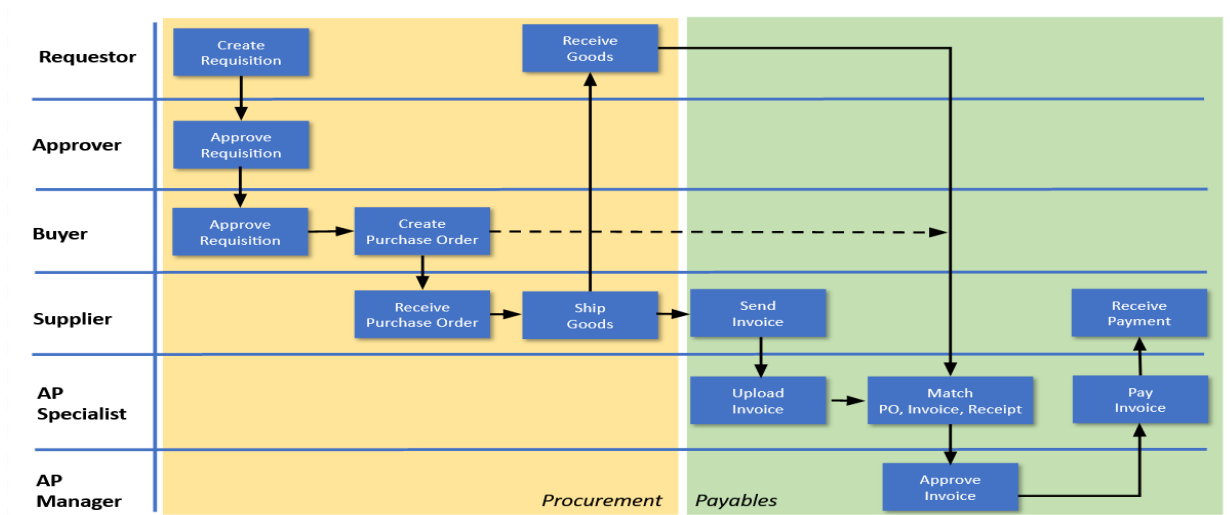 Requestor
Create
Requisition
Receive
Goods
Approver
Approve
Requisition
Buyer
Approve
Requisition
Create
Purchase Order
Supplier
Receive
Purchase Order
Ship
Goods
Send
Invoice
Receive
Payment
AP
Specialist
Upload
Invoice
Match
PO, Invoice, Receipt
Pay
Invoice
AP
Manager
Approve
Invoice
Procurement
Payables